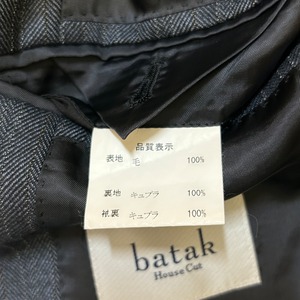 品質表示
表地 毛 100%
裏地 キュプラ 100%
袱裏 キュプラ 100%
batak
House Cut